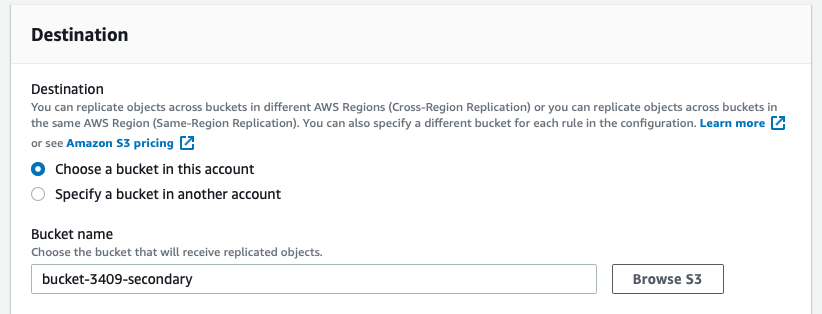 Destination
Destination
You can replicate objects across buckets in different AWS Regions (Cross-Region Replication) or you can replicate objects across buckets in
the same AWS Region (Same-Region Replication). You can also specify a different bucket for each rule in the configuration. Learn more
or see Amazon S3 pricing
Choose a bucket in this account
Specify a bucket in another account
Bucket name
Choose the bucket that will receive replicated objects.
bucket-3409-secondary
Browse S3